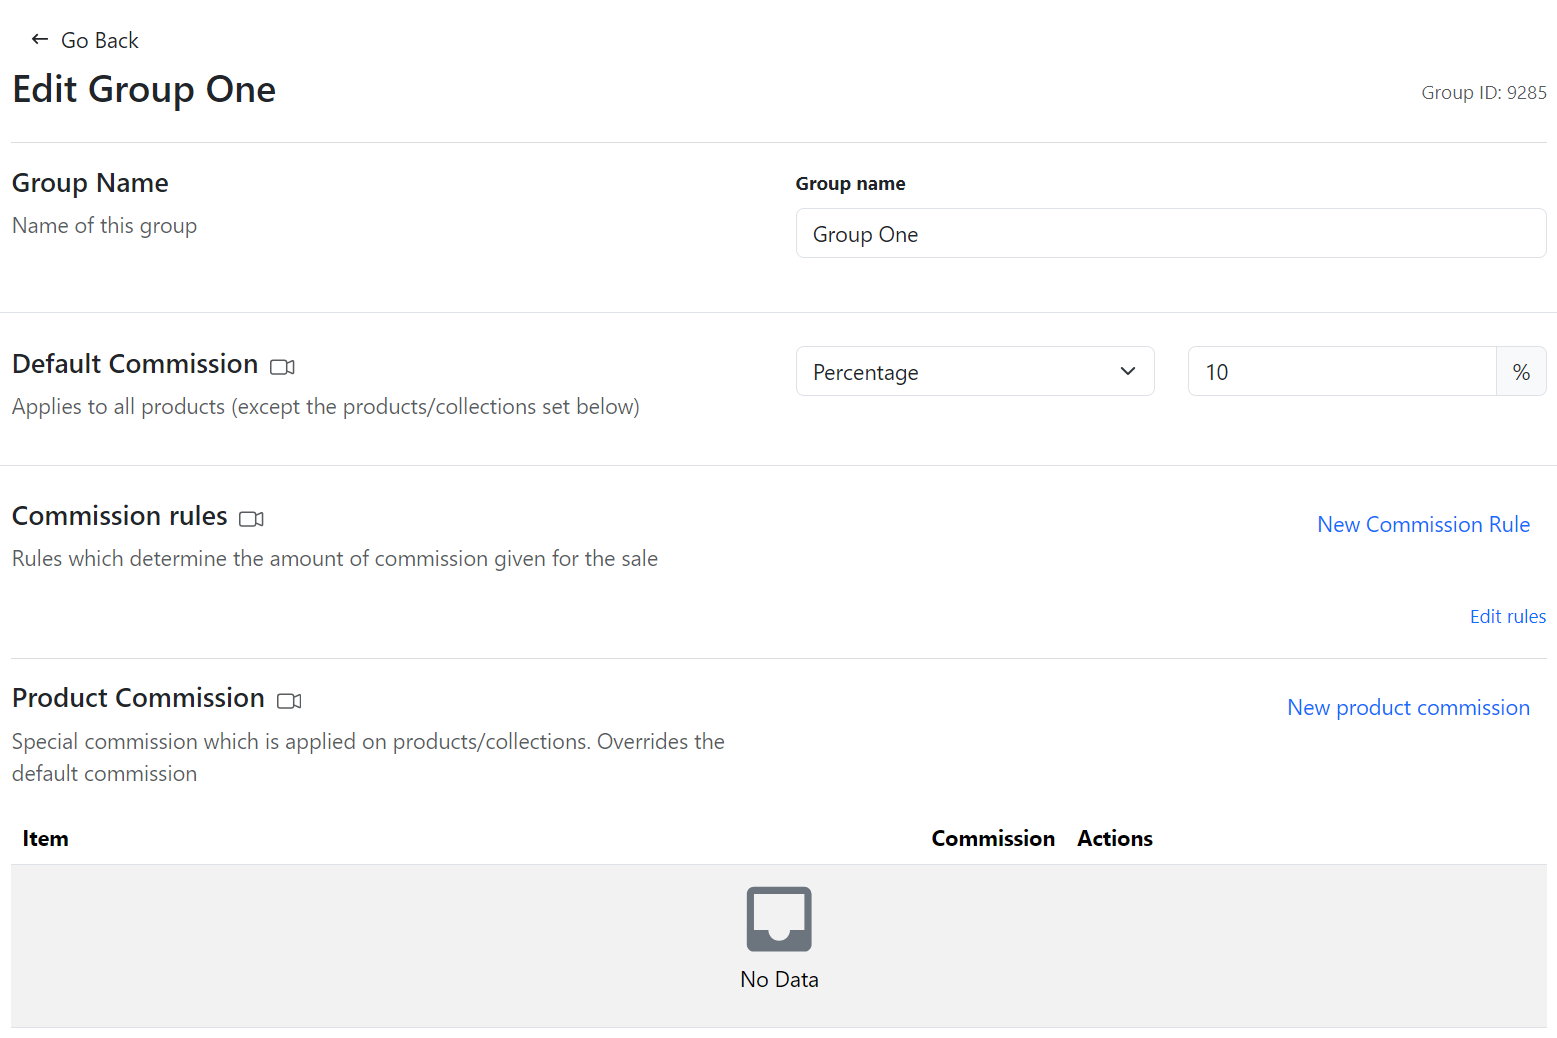 Go Back
Edit Group One
Group ID: 9285
Group Name
Name of this group
Group name
Group One
Default Commission
Applies to all products (except the products/collections set below)
Percentage
10
%
Commission rules
Rules which determine the amount of commission given for the sale
New Commission Rule
Edit rules
Product Commission
Special commission which is applied on products/collections. Overrides the
default commission
New product commission
Item
Commission
Actions
No Data